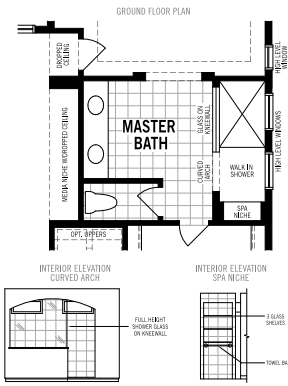 GROUND FLOOR PLAN
DROPPED
CEILING
HIGH LEVEL
WINDOW
MEDIA NICHE W/DROPPED CEILING
MASTER
BATH
GLASS ON
KNEEWALL
HIGH LEVEL WINDOWS
CURVED
ARCH
WALK IN
SHOWER
SPA
NICHE
OPT. UPPERS
INTERIOR ELEVATION
CURVED ARCH
INTERIOR ELEVATION
SPA NICHE
FULL HEIGHT
SHOWER GLASS
ON KNEEWALL
3 GLASS
SHELVES
TOWEL BA